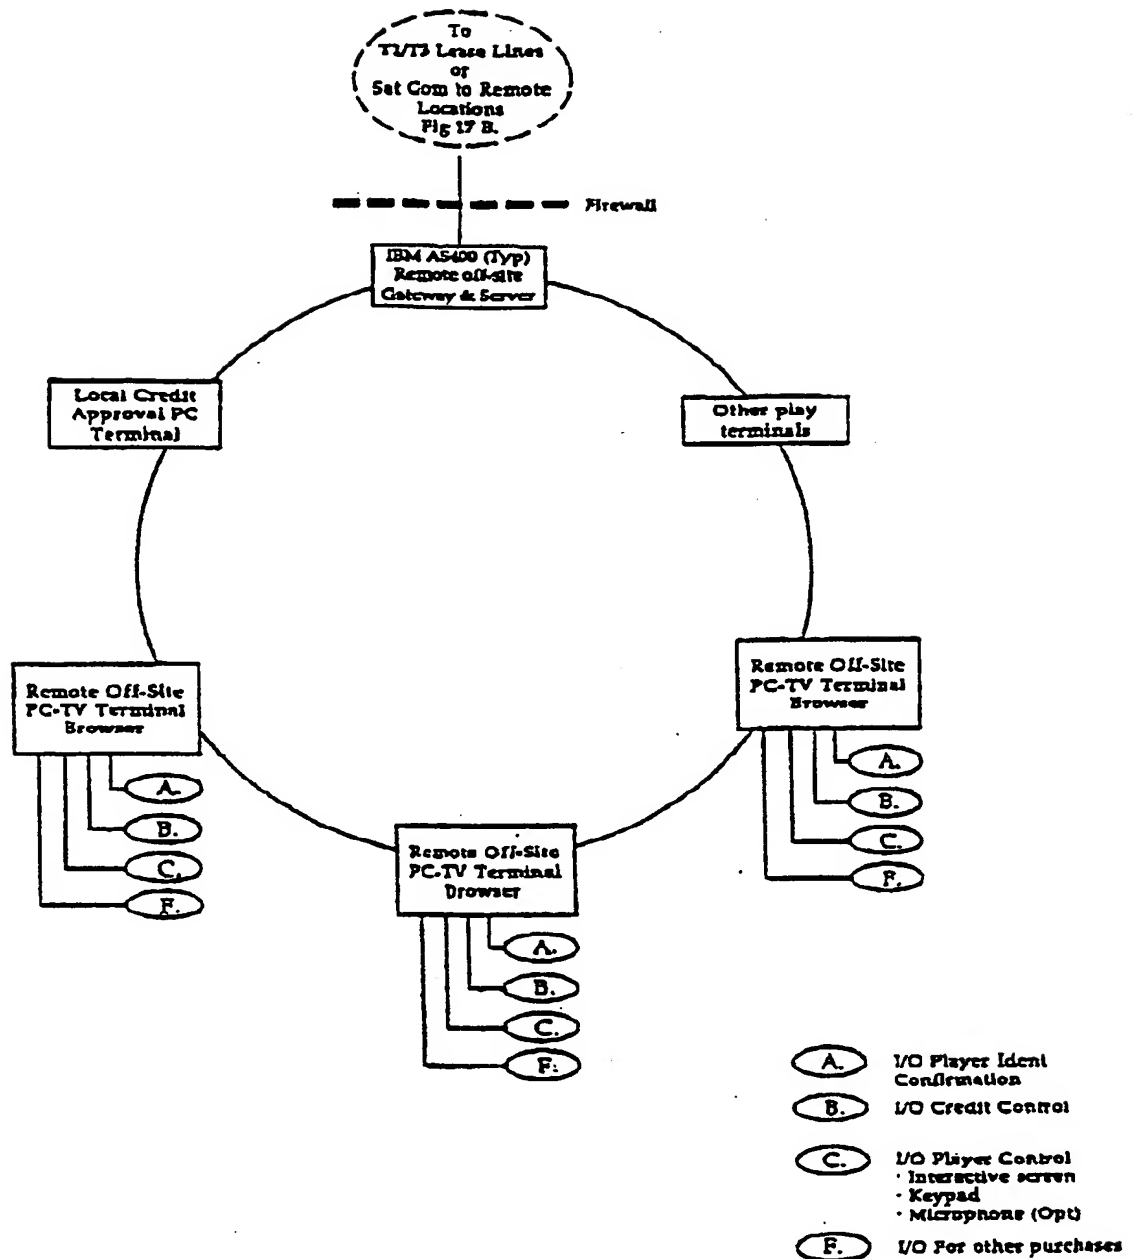 To
T1/T3 Lease Lines
or
Sat Com to Remote
Locations
Fig 17 B.
Firewall
IBM AS400 (Typ)
Remote off-site
Gateway & Server
Local Credit
Approval PC
Terminal
Other play
terminals
Remote Off-Site
PC-TV Terminal
Browser
A.
B.
C.
F.
Remote Off-Site
PC-TV Terminal
Browser
A.
B.
C.
F.
Remote Off-Site
PC-TV Terminal
Browser
A.
B.
C.
F.
A. I/O Player Ident
Confirmation
B. I/O Credit Control
C. I/O Player Control
· Interactive screen
· Keypad
· Microphone (Opt)
F. I/O For other purchases